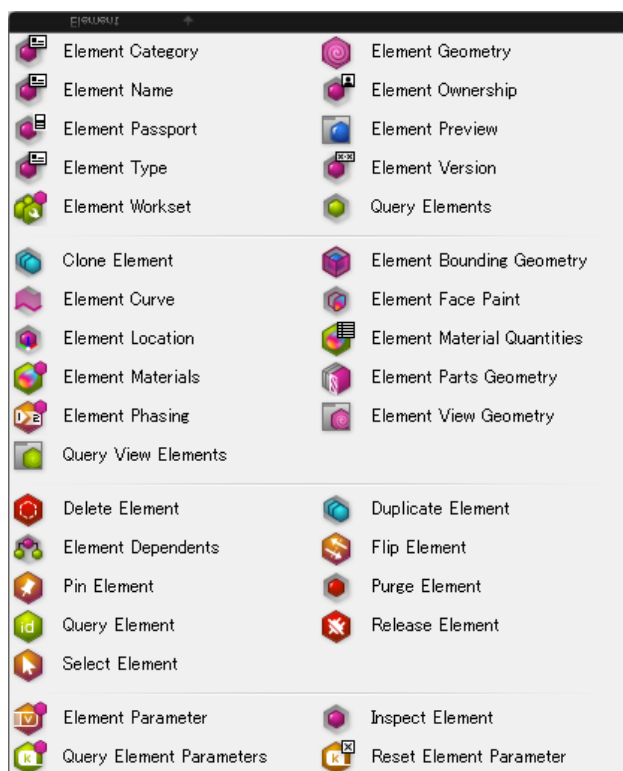 Element
Element Category
Element Geometry
Element Name
Element Ownership
Element Passport
Element Preview
Element Type
Element Version
Element Workset
Query Elements
Clone Element
Element Bounding Geometry
Element Curve
Element Face Paint
Element Location
Element Material Quantities
Element Materials
Element Parts Geometry
Element Phasing
Element View Geometry
Query View Elements
Delete Element
Duplicate Element
Element Dependents
Flip Element
Pin Element
Purge Element
id
Query Element
Release Element
Select Element
V
Element Parameter
Inspect Element
K
Query Element Parameters
K
Reset Element Parameter